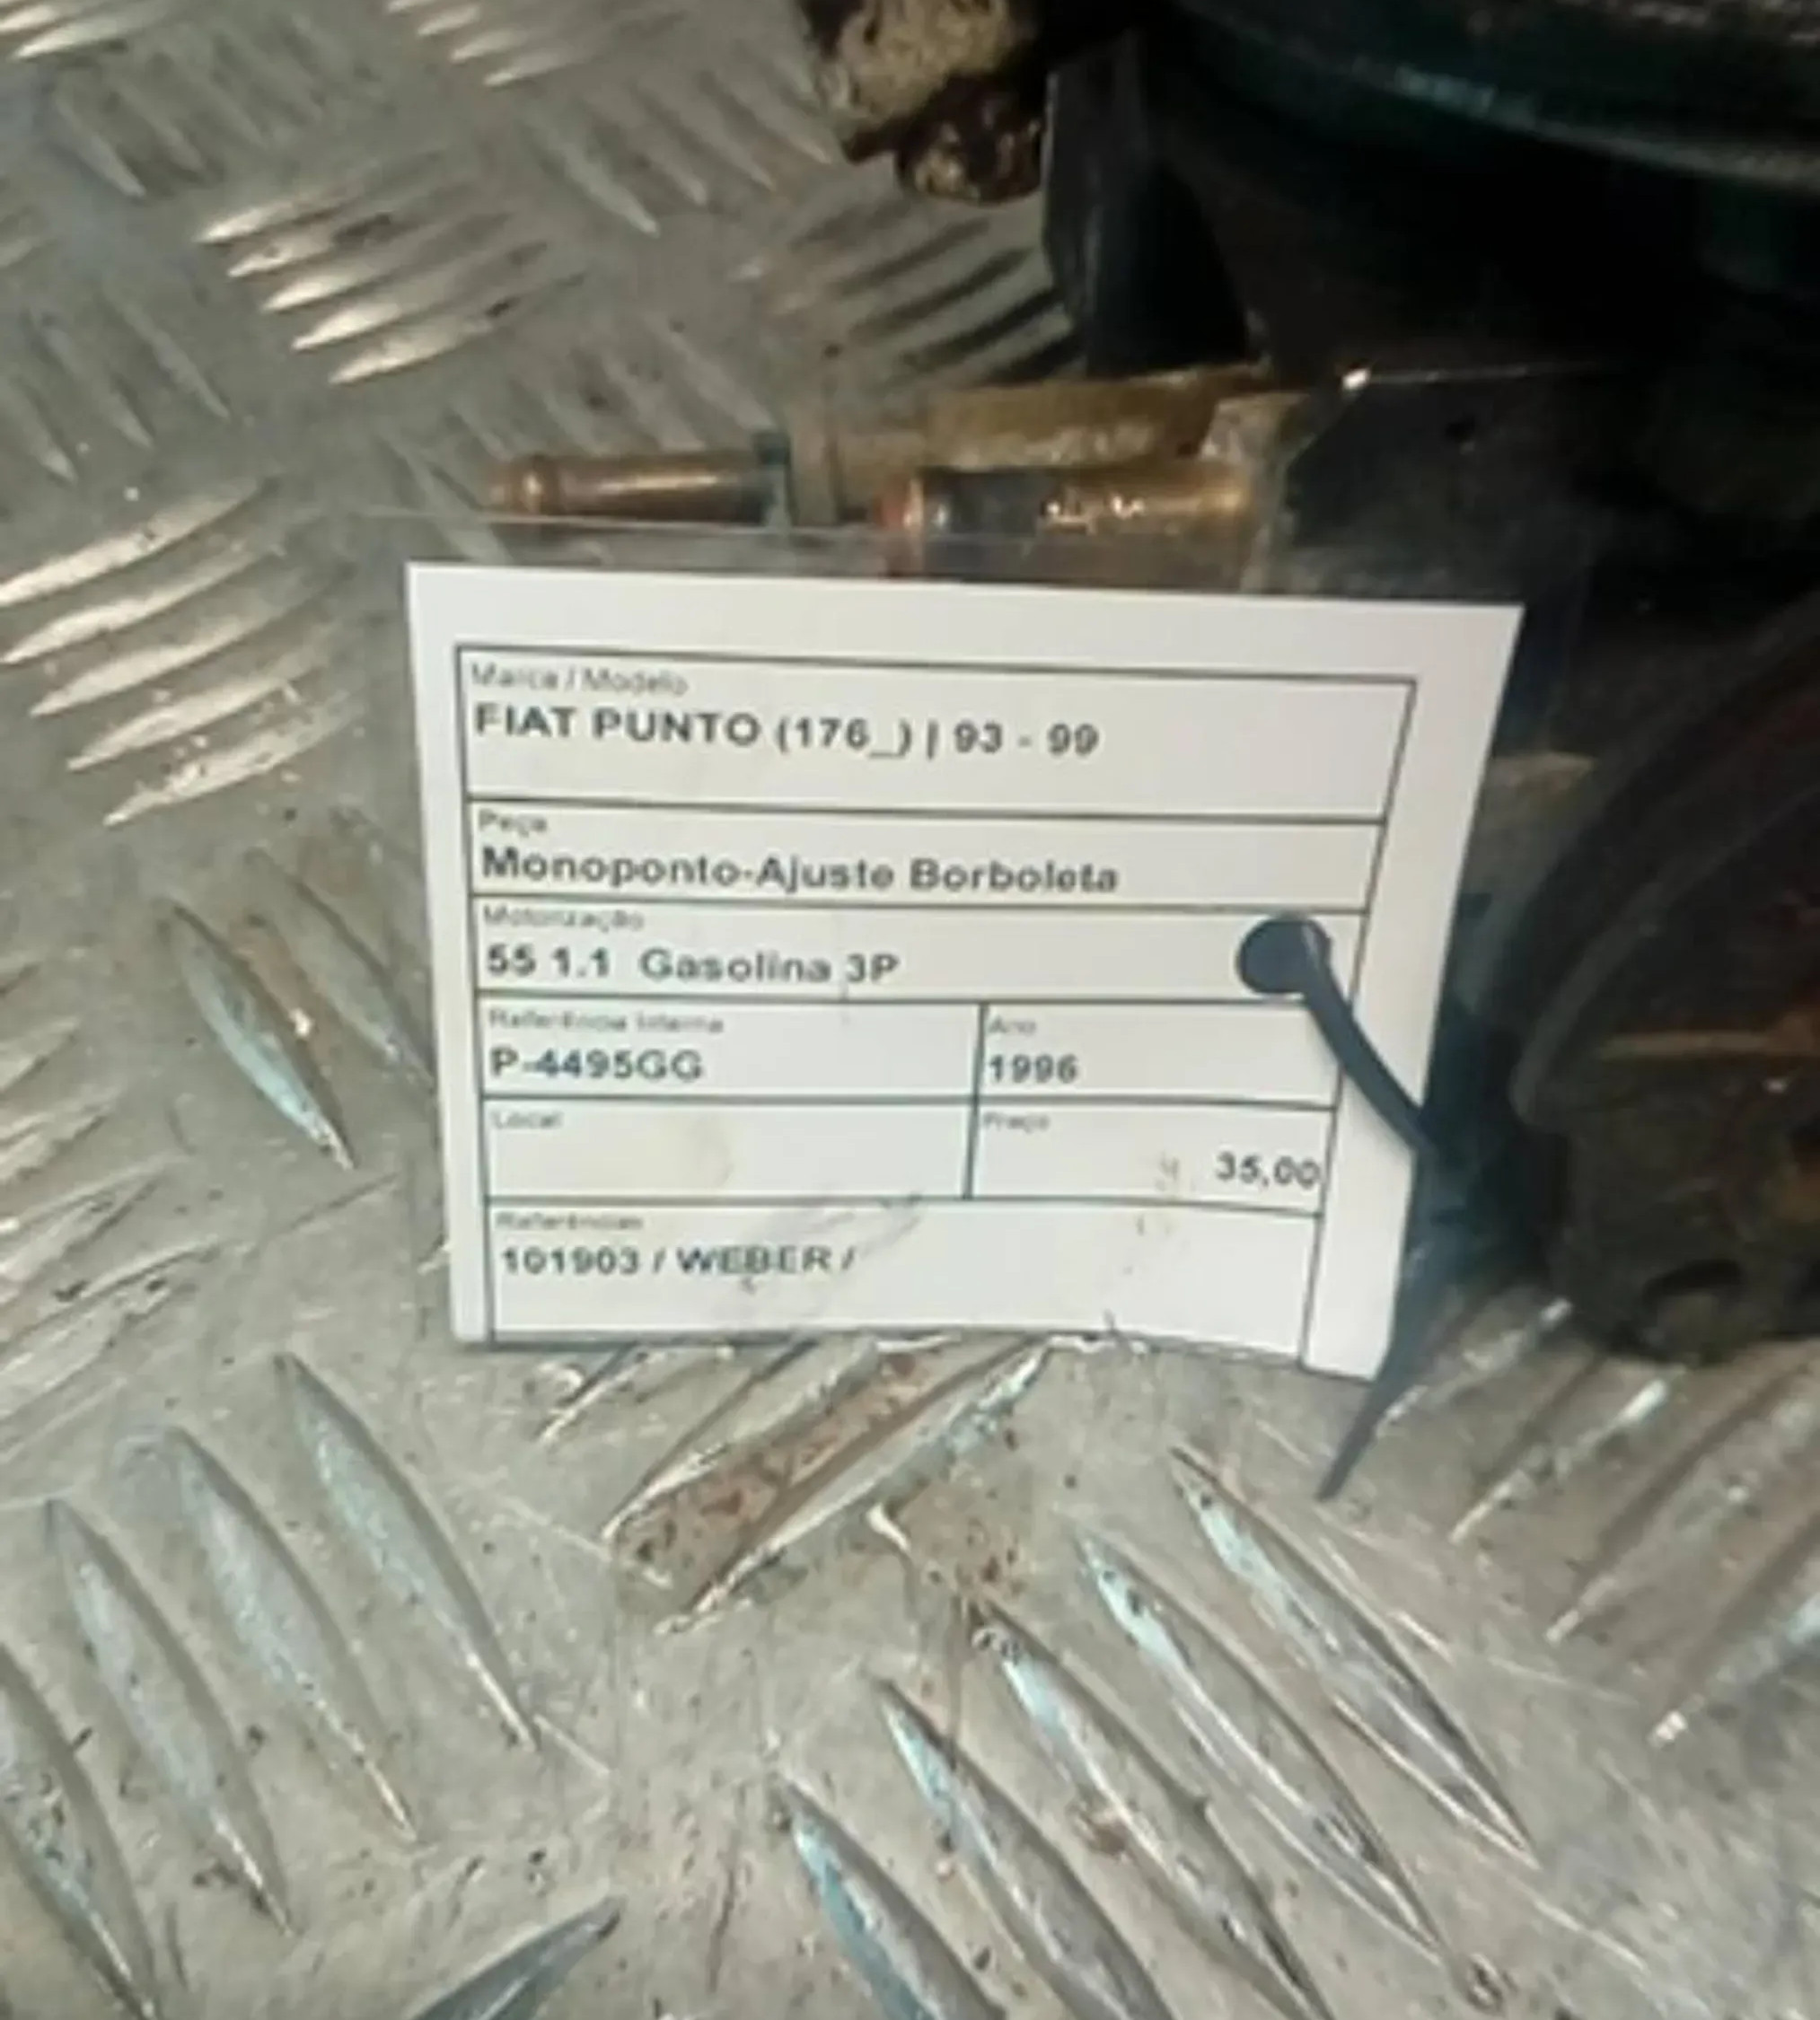 Marca / Modelo
FIAT PUNTO (176_) | 93 - 99
Peça
Monoponto-Ajuste Borboleta
Motorização
55 1.1 Gasolina 3P
Referência Interna
P-4495GG
Ano
1996
Local
Preço
35,00
Referências
101903 / WEBER /